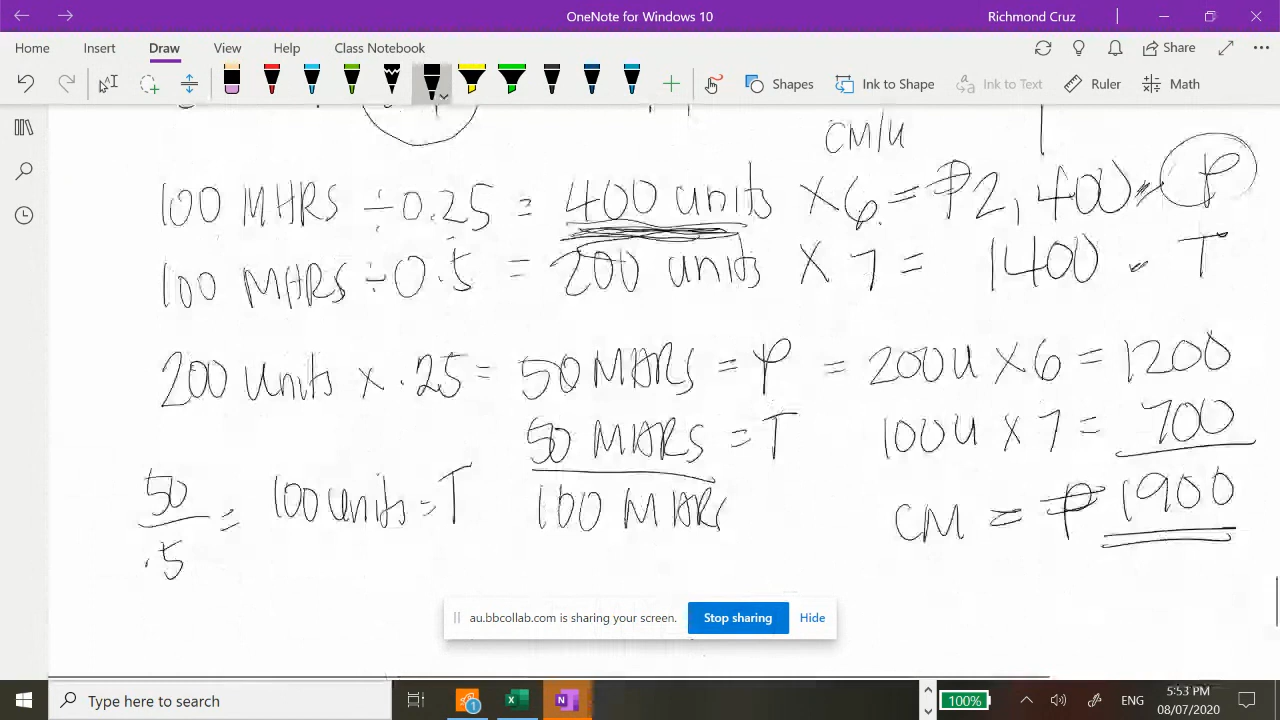 OneNote for Windows 10
Richmond Cruz
Home Insert Draw View Help Class Notebook
Share
Shapes Ink to Shape Ink to Text Ruler Math
CM/U
100 MHRS ÷ 0.25 = 400 units X 6. = ₱2,400 P
100 MHRS ÷ 0.5 = 200 units X 7 = 1400 T
200 units x .25 = 50 MHRS = P = 200U X 6 = 1200
50 MHRS = T 100U X 7 = 700
50/.5 = 100 units = T 100 MHRS CM = ₱1900
au.bbcollab.com is sharing your screen. Stop sharing Hide
Type here to search
100%
ENG
5:53 PM
08/07/2020